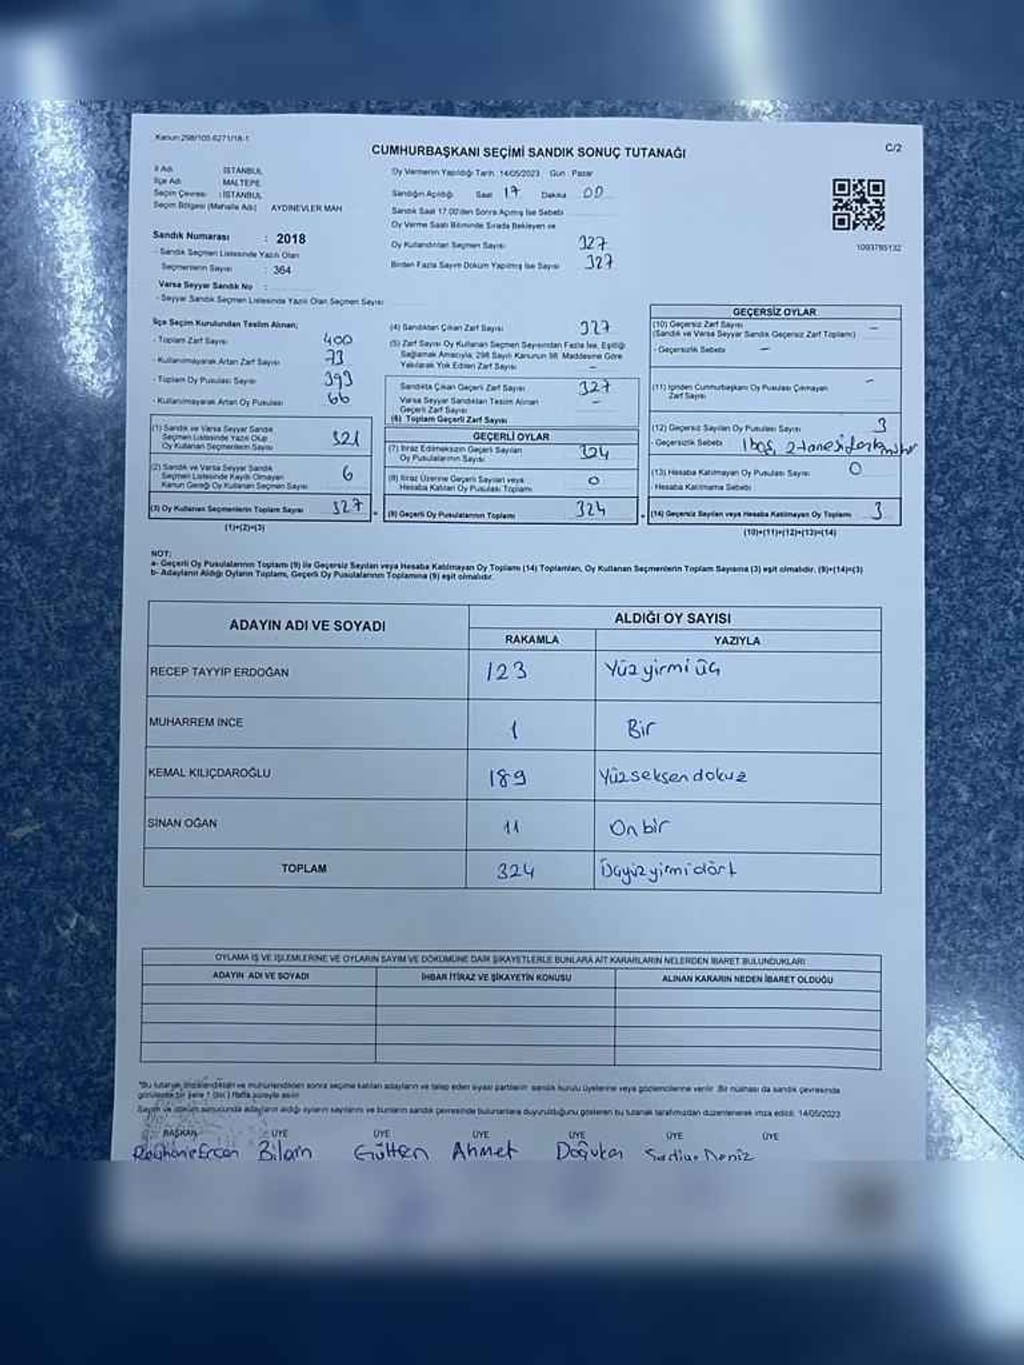 Kanun 298/105 6271/18-1
C/2
CUMHURBAŞKANI SEÇİMİ SANDIK SONUÇ TUTANAĞI
İl Adı : İSTANBUL
İlçe Adı : MALTEPE
Seçim Çevresi : İSTANBUL
Seçim Bölgesi (Mahalle Adı) AYDINEVLER MAH
Sandık Numarası : 2018
- Sandık Seçmen Listesinde Yazılı Olan
Seçmenlerin Sayısı : 364
Varsa Seyyar Sandık No :
- Seyyar Sandık Seçmen Listesinde Yazılı Olan Seçmen Sayısı
Oy Vermenin Yapıldığı Tarih :14/05/2023 Gün : Pazar
Sandığın Açıldığı Saat 17 Dakika 00
Sandık Saat 17.00'den Sonra Açılmış İse Sebebi
Oy Verme Saati Bitiminde Sırada Bekleyen ve
Oy Kullandırılan Seçmen Sayısı 327
Birden Fazla Sayım Döküm Yapılmış İse Sayısı 327
1093785132
İlçe Seçim Kurulundan Teslim Alınan;
- Toplam Zarf Sayısı 400
- Kullanılmayarak Artan Zarf Sayısı 73
- Toplam Oy Pusulası Sayısı 393
- Kullanılmayarak Artan Oy Pusulası 66
(1) Sandık ve Varsa Seyyar Sandık
Seçmen Listesinde Yazılı Olup
Oy Kullanan Seçmenlerin Sayısı 321
(2) Sandık ve Varsa Seyyar Sandık
Seçmen Listesinde Kayıtlı Olmayan
Kanun Gereği Oy Kullanan Seçmen Sayısı 6
(3) Oy Kullanan Seçmenlerin Toplam Sayısı 327
(1)+(2)=(3)
(4) Sandıktan Çıkan Zarf Sayısı 327
(5) Zarf Sayısı Oy Kullanan Seçmen Sayısından Fazla İse, Eşitliği
Sağlamak Amacıyla; 298 Sayılı Kanunun 98. Maddesine Göre
Yakılarak Yok Edilen Zarf Sayısı –
Sandıkta Çıkan Geçerli Zarf Sayısı 327
Varsa Seyyar Sandıktan Teslim Alınan
Geçerli Zarf Sayısı –
(6) Toplam Geçerli Zarf Sayısı
GEÇERLİ OYLAR
(7) İtiraz Edilmeksizin Geçerli Sayılan
Oy Pusulalarının Sayısı 324
(8) İtiraz Üzerine Geçerli Sayılan veya
Hesaba Katılan Oy Pusulası Toplamı 0
(9) Geçerli Oy Pusulalarının Toplamı 324
GEÇERSİZ OYLAR
(10) Geçersiz Zarf Sayısı –
(Sandık ve Varsa Seyyar Sandık Geçersiz Zarf Toplamı)
- Geçersizlik Sebebi –
(11) İçinden Cumhurbaşkanı Oy Pusulası Çıkmayan
Zarf Sayısı –
(12) Geçersiz Sayılan Oy Pusulası Sayısı 3
- Geçersizlik Sebebi 1 boş, 2 tanesi
(13) Hesaba Katılmayan Oy Pusulası Sayısı 0
- Hesaba Katılmama Sebebi
(14) Geçersiz Sayılan veya Hesaba Katılmayan Oy Toplamı 3
(10)+(11)+(12)+(13)=(14)
NOT:
a- Geçerli Oy Pusulalarının Toplamı (9) ile Geçersiz Sayılan veya Hesaba Katılmayan Oy Toplamı (14) Toplamları, Oy Kullanan Seçmenlerin Toplam Sayısına (3) eşit olmalıdır. (9)+(14)=(3)
b- Adayların Aldığı Oyların Toplamı, Geçerli Oy Pusulalarının Toplamına (9) eşit olmalıdır.
ADAYIN ADI VE SOYADI
ALDIĞI OY SAYISI
RAKAMLA YAZIYLA
RECEP TAYYİP ERDOĞAN 123 Yüzyirmi üç
MUHARREM İNCE 1 Bir
KEMAL KILIÇDAROĞLU 189 Yüzseksendokuz
SİNAN OĞAN 11 On bir
TOPLAM 324 Üçyüzyirmidört
OYLAMA İŞ VE İŞLEMLERİNE VE OYLARIN SAYIM VE DÖKÜMÜNE DAİR ŞİKAYETLERLE BUNLARA AİT KARARLARIN NELERDEN İBARET BULUNDUKLARI
ADAYIN ADI VE SOYADI İHBAR İTİRAZ VE ŞİKAYETİN KONUSU ALINAN KARARIN NEDEN İBARET OLDUĞU
"Bu tutanak imzalandıktan ve mühürlendikten sonra seçime katılan adayların ve talep eden siyasi partilerin sandık kurulu üyelerine veya gözlemcilerine verilir. Bir nüshası da sandık çevresinde
görülecek bir yere 1 (bir) hafta süreyle asılır
Sayım ve döküm sonucunda adayların aldığı oyların sayılarını ve bunların sandık çevresinde bulunanlara duyurulduğunu gösteren bu tutanak tarafımızdan düzenlenerek imza edildi. 14/05/2023
BAŞKAN ÜYE ÜYE ÜYE ÜYE ÜYE ÜYE
Reyhane Ercan Gülten Ahmet Deniz